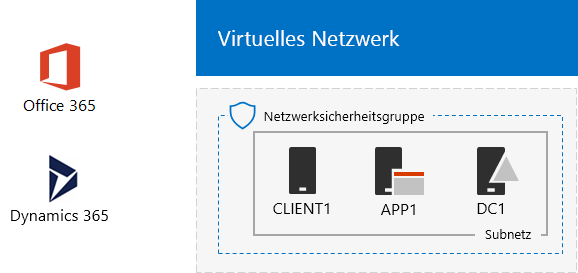 Office 365
Dynamics 365
Virtuelles Netzwerk
Netzwerksicherheitsgruppe
CLIENT1
APP1
DC1
Subnetz